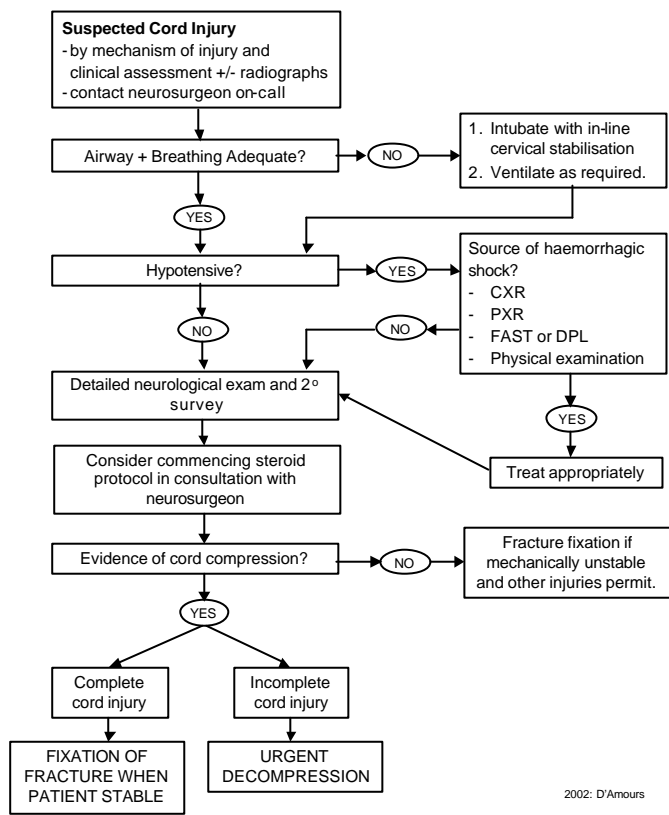 Suspected Cord Injury
- by mechanism of injury and
clinical assessment +/- radiographs
- contact neurosurgeon on-call
Airway + Breathing Adequate?
NO
1. Intubate with in-line
cervical stabilisation
2. Ventilate as required.
YES
Hypotensive?
YES
Source of haemorrhagic
shock?
- CXR
- PXR
- FAST or DPL
- Physical examination
NO
NO
YES
Treat appropriately
Detailed neurological exam and 2º
survey
Consider commencing steroid
protocol in consultation with
neurosurgeon
Evidence of cord compression?
NO
Fracture fixation if
mechanically unstable
and other injuries permit.
YES
Complete
cord injury
Incomplete
cord injury
FIXATION OF
FRACTURE WHEN
PATIENT STABLE
URGENT
DECOMPRESSION
2002: D'Amours